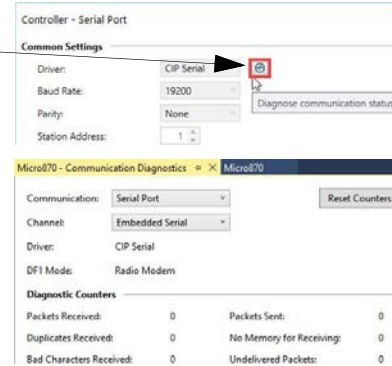 Controller - Serial Port
Common Settings
Driver: CIP Serial
Baud Rate: 19200
Diagnose communication status
Parity: None
Station Address: 1
Micro870 - Communication Diagnostics Micro870
Communication: Serial Port Reset Counters
Channel: Embedded Serial
Driver: CIP Serial
DF1 Mode: Radio Modem
Diagnostic Counters
Packets Received: 0 Packets Sent: 0
Duplicates Received: 0 No Memory for Receiving: 0
Bad Characters Received: 0 Undelivered Packets: 0